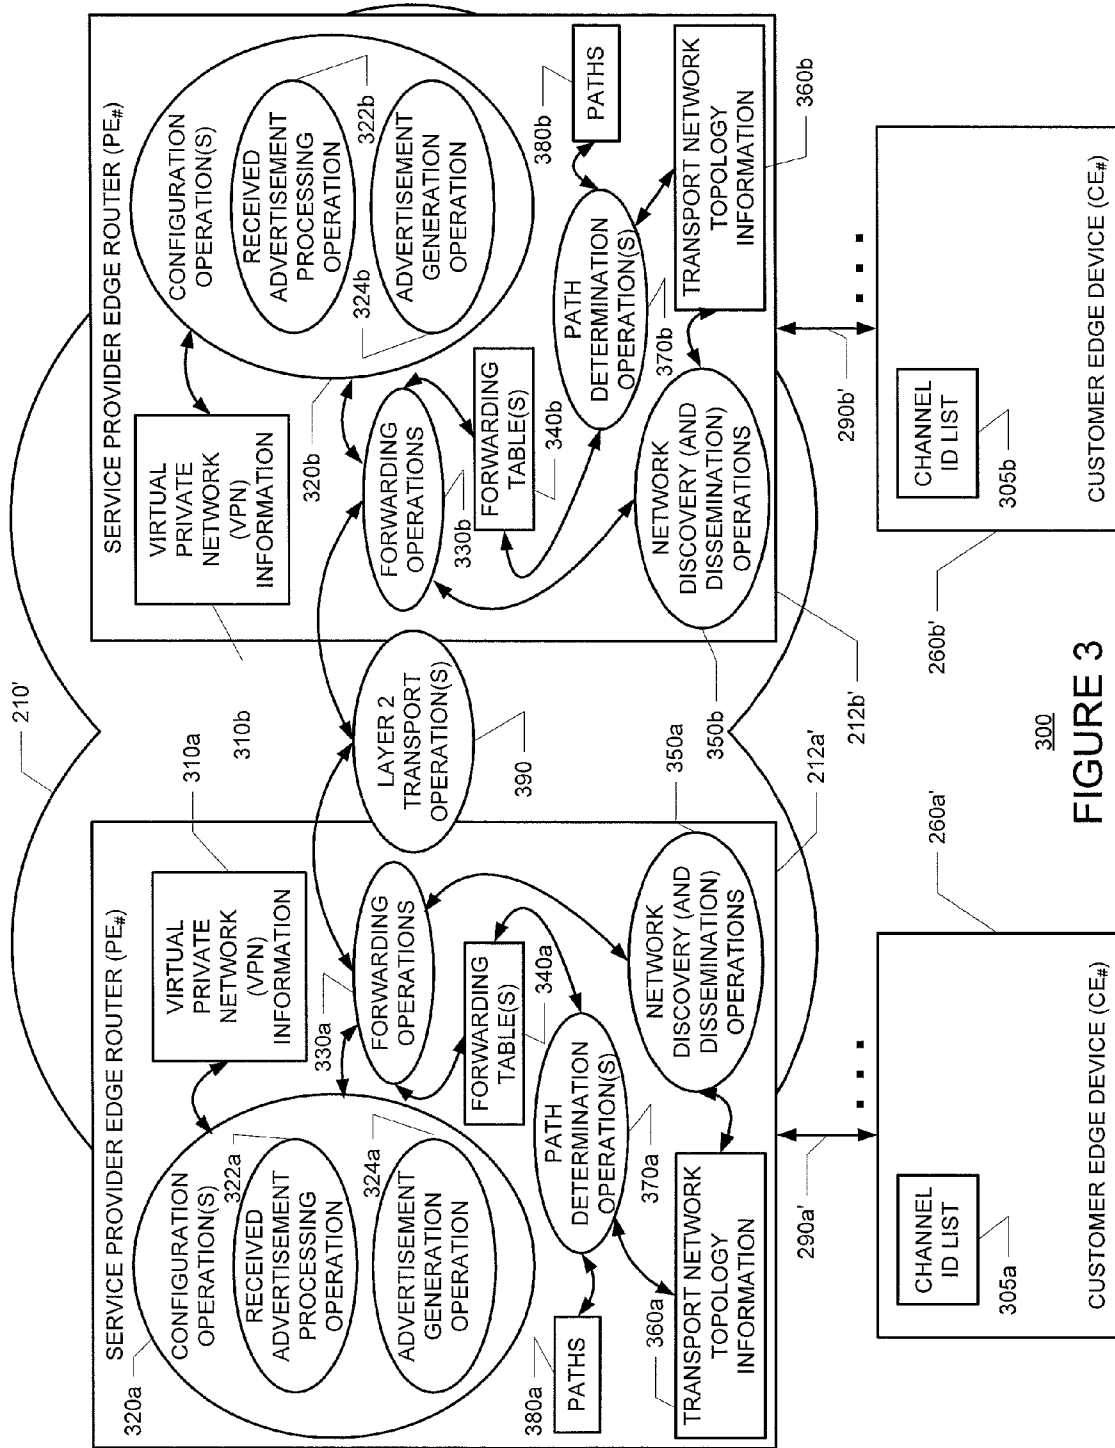 210'
SERVICE PROVIDER EDGE ROUTER (PE#)
320a
CONFIGURATION
OPERATION(S)
322a
RECEIVED
ADVERTISEMENT
PROCESSING
OPERATION
324a
ADVERTISEMENT
GENERATION
OPERATION
VIRTUAL
PRIVATE
NETWORK
(VPN)
INFORMATION
310a
330a
FORWARDING
OPERATIONS
FORWARDING
TABLE(S)
340a
380a
PATHS
PATH
DETERMINATION
OPERATION(S)
370a
360a
TRANSPORT NETWORK
TOPOLOGY
INFORMATION
NETWORK
DISCOVERY (AND
DISSEMINATION)
OPERATIONS
350a
212a'
LAYER 2
TRANSPORT
OPERATION(S)
390
SERVICE PROVIDER EDGE ROUTER (PE#)
VIRTUAL
PRIVATE
NETWORK
(VPN)
INFORMATION
310b
320b
CONFIGURATION
OPERATION(S)
RECEIVED
ADVERTISEMENT
PROCESSING
OPERATION
322b
324b
ADVERTISEMENT
GENERATION
OPERATION
FORWARDING
OPERATIONS
330b
FORWARDING
TABLE(S)
340b
380b
PATHS
PATH
DETERMINATION
OPERATION(S)
370b
NETWORK
DISCOVERY (AND
DISSEMINATION)
OPERATIONS
350b
TRANSPORT NETWORK
TOPOLOGY
INFORMATION
360b
212b'
290a'
290b'
CHANNEL
ID LIST
305a
CUSTOMER EDGE DEVICE (CE#)
260a'
CHANNEL
ID LIST
305b
CUSTOMER EDGE DEVICE (CE#)
260b'
300
FIGURE 3